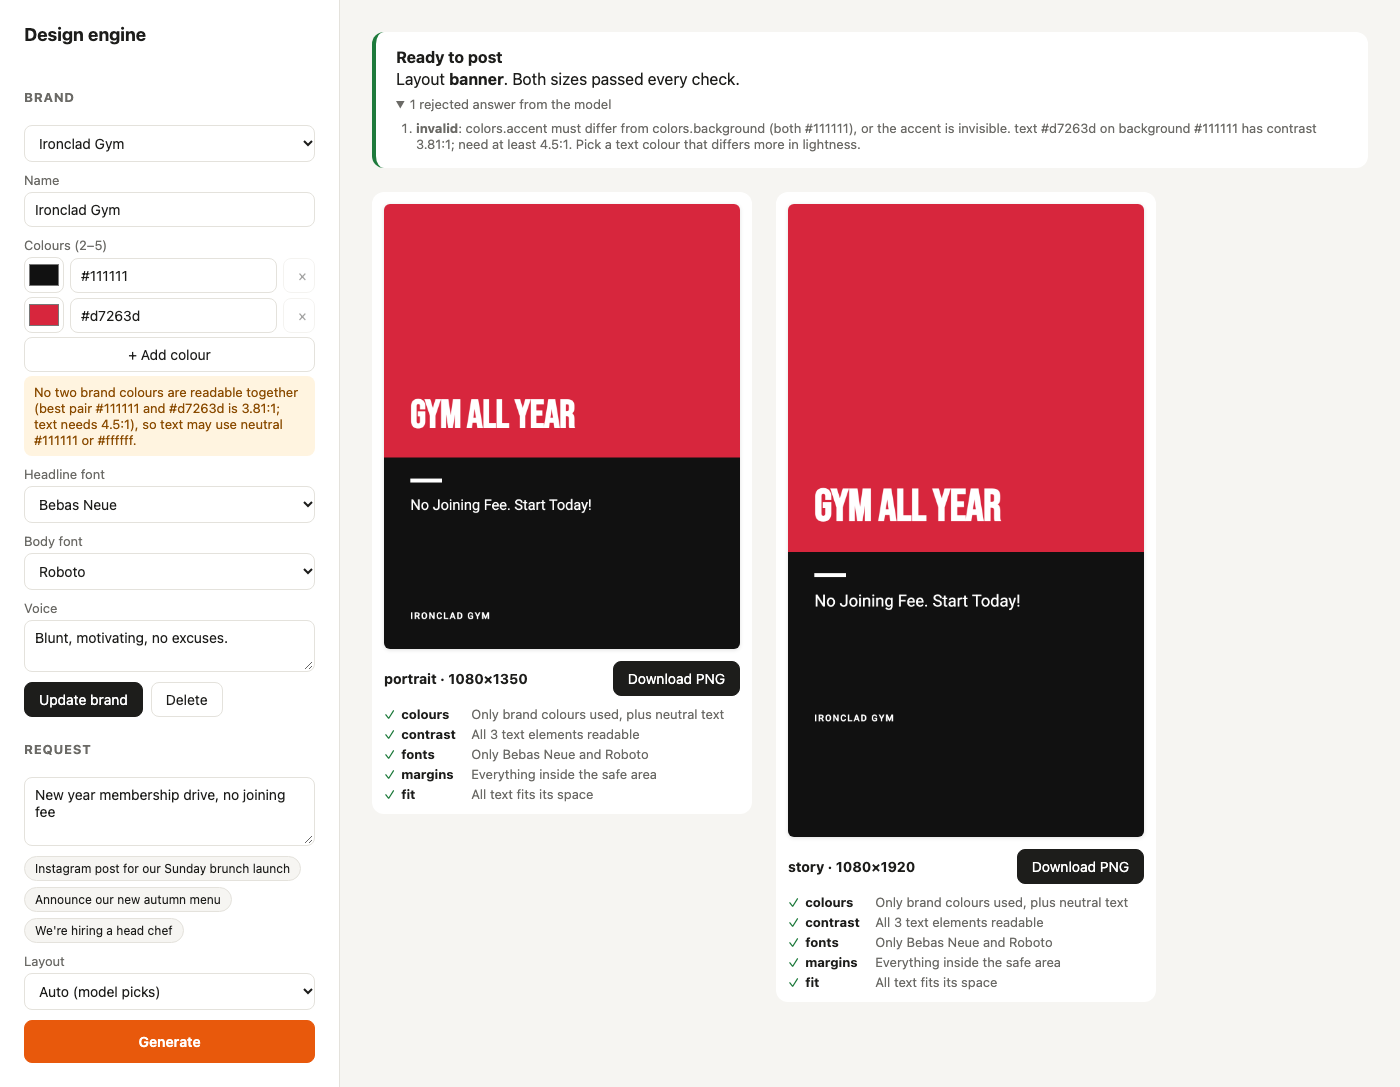 Design engine
BRAND
Ironclad Gym
Name
Ironclad Gym
Colours (2–5)
#111111
×
#d7263d
×
+ Add colour
No two brand colours are readable together
(best pair #111111 and #d7263d is 3.81:1;
text needs 4.5:1), so text may use neutral
#111111 or #ffffff.
Headline font
Bebas Neue
Body font
Roboto
Voice
Blunt, motivating, no excuses.
Update brand
Delete
REQUEST
New year membership drive, no joining
fee
Instagram post for our Sunday brunch launch
Announce our new autumn menu
We're hiring a head chef
Layout
Auto (model picks)
Generate
Ready to post
Layout banner. Both sizes passed every check.
▼ 1 rejected answer from the model
1. invalid: colors.accent must differ from colors.background (both #111111), or the accent is invisible. text #d7263d on background #111111 has contrast
3.81:1; need at least 4.5:1. Pick a text colour that differs more in lightness.
GYM ALL YEAR
No Joining Fee. Start Today!
IRONCLAD GYM
portrait · 1080×1350
Download PNG
✓ colours Only brand colours used, plus neutral text
✓ contrast All 3 text elements readable
✓ fonts Only Bebas Neue and Roboto
✓ margins Everything inside the safe area
✓ fit All text fits its space
GYM ALL YEAR
No Joining Fee. Start Today!
IRONCLAD GYM
story · 1080×1920
Download PNG
✓ colours Only brand colours used, plus neutral text
✓ contrast All 3 text elements readable
✓ fonts Only Bebas Neue and Roboto
✓ margins Everything inside the safe area
✓ fit All text fits its space